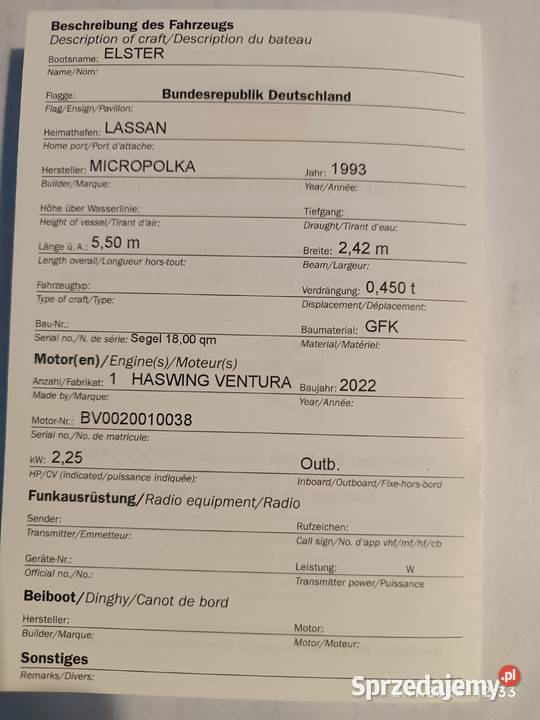 Beschreibung des Fahrzeugs
Description of craft/Description du bateau
Bootsname: ELSTER
Name/Nom:
Flagge: Bundesrepublik Deutschland
Flag/Ensign/Pavillon:
Heimathafen: LASSAN
Home port/Port d'attache:
Hersteller: MICROPOLKA Jahr: 1993
Builder/Marque: Year/Année:
Höhe über Wasserlinie: Tiefgang:
Height of vessel/Tirant d'air: Draught/Tirant d'eau:
Länge ü. A.: 5,50 m Breite: 2,42 m
Length overall/Longueur hors-tout: Beam/Largeur:
Fahrzeugtyp: Verdrängung: 0,450 t
Type of craft/Type: Displacement/Déplacement:
Bau-Nr.: Baumaterial: GFK
Serial no./N. de série: Segel 18,00 qm Material/Matériel:
Motor(en)/Engine(s)/Moteur(s)
Anzahl/Fabrikat: 1 HASWING VENTURA Baujahr: 2022
Made by/Marque: Year/Année:
Motor-Nr.: BV0020010038
Serial no./No. de matricule:
kW: 2,25 Outb.
HP/CV (indicated/puissance indiquée): Inboard/Outboard/Fixe-hors-bord
Funkausrüstung/Radio equipment/Radio
Sender: Rufzeichen:
Transmitter/Emmetteur: Call sign/No. d'app vhf/mf/hf/cb
Geräte-Nr.: Leistung: W
Official no./No.: Transmitter power/Puissance
Beiboot/Dinghy/Canot de bord
Hersteller: Motor:
Builder/Marque: Motor/Moteur:
Sonstiges
Remarks/Divers:
Sprzedajemy.pl